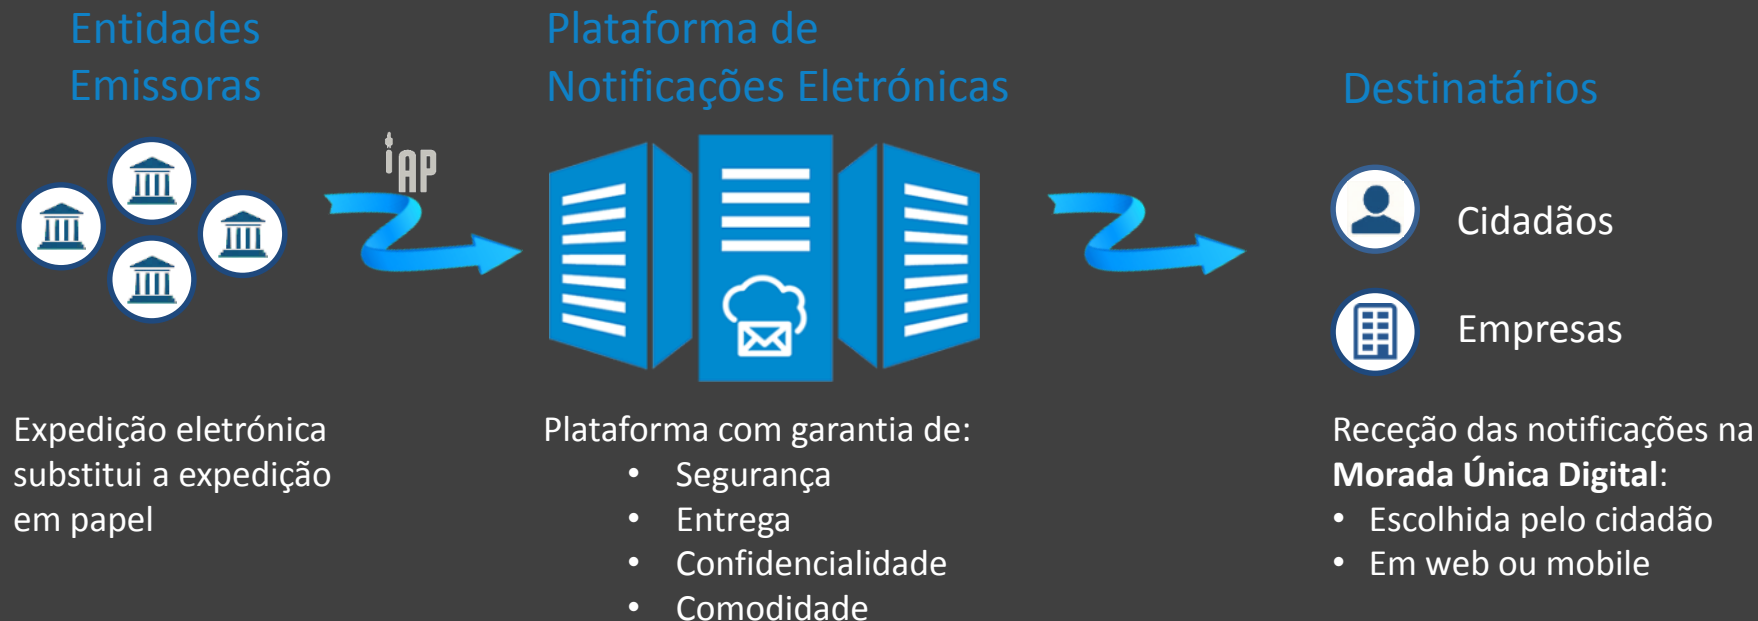 Entidades
Emissoras
Plataforma de
Notificações Eletrónicas
Destinatários
iAP
Cidadãos
Empresas
Expedição eletrónica
substitui a expedição
em papel
Plataforma com garantia de:
• Segurança
• Entrega
• Confidencialidade
• Comodidade
Receção das notificações na
Morada Única Digital:
• Escolhida pelo cidadão
• Em web ou mobile